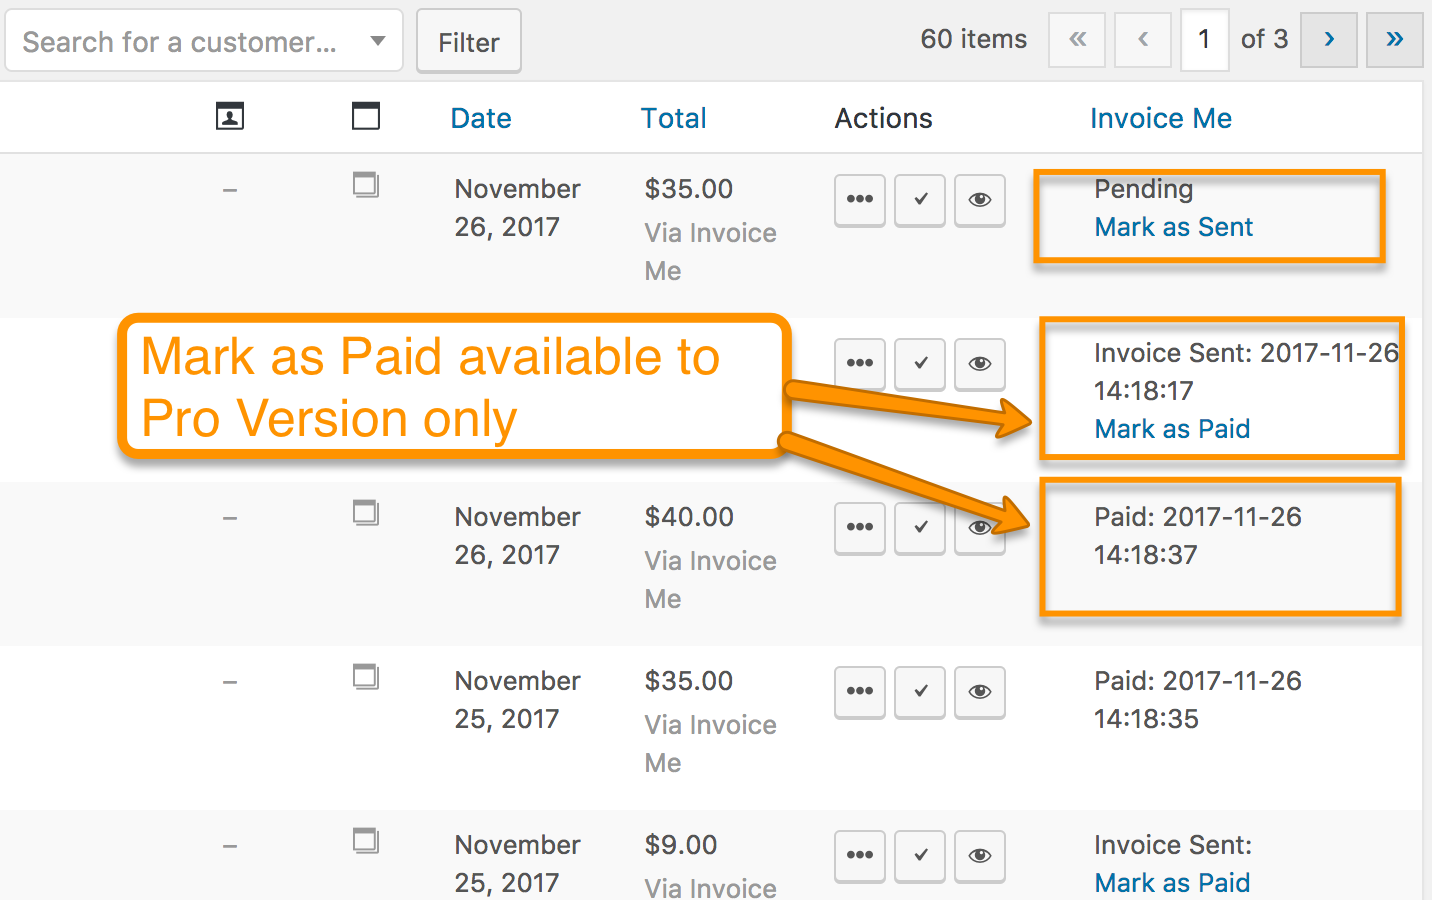 Search for a customer...
Filter
60 items
«
‹
1
of 3
›
»
Date
Total
Actions
Invoice Me
–
November
26, 2017
$35.00
Via Invoice
Me
Pending
Mark as Sent
Mark as Paid available to
Pro Version only
Invoice Sent: 2017-11-26
14:18:17
Mark as Paid
–
November
26, 2017
$40.00
Via Invoice
Me
Paid: 2017-11-26
14:18:37
–
November
25, 2017
$35.00
Via Invoice
Me
Paid: 2017-11-26
14:18:35
–
November
25, 2017
$9.00
Via Invoice
Invoice Sent:
Mark as Paid